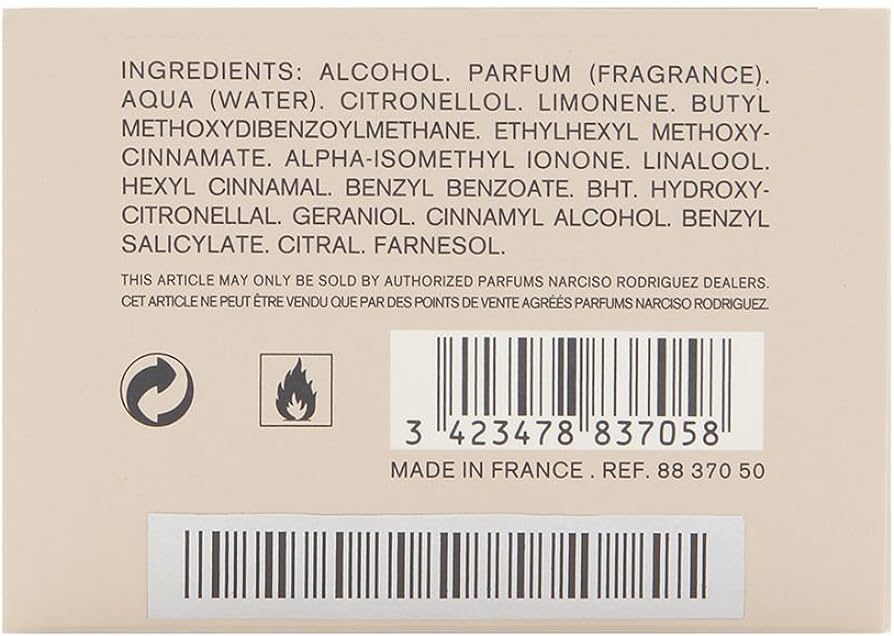 INGREDIENTS: ALCOHOL. PARFUM (FRAGRANCE).
AQUA (WATER). CITRONELLOL. LIMONENE. BUTYL
METHOXYDIBENZOYLMETHANE. ETHYLHEXYL METHOXY-
CINNAMATE. ALPHA-ISOMETHYL IONONE. LINALOOL.
HEXYL CINNAMAL. BENZYL BENZOATE. BHT. HYDROXY-
CITRONELLAL. GERANIOL. CINNAMYL ALCOHOL. BENZYL
SALICYLATE. CITRAL. FARNESOL.
THIS ARTICLE MAY ONLY BE SOLD BY AUTHORIZED PARFUMS NARCISO RODRIGUEZ DEALERS.
CET ARTICLE NE PEUT ÊTRE VENDU QUE PAR DES POINTS DE VENTE AGRÉÉS PARFUMS NARCISO RODRIGUEZ.
3 423478 837058
MADE IN FRANCE . REF. 88 370 50